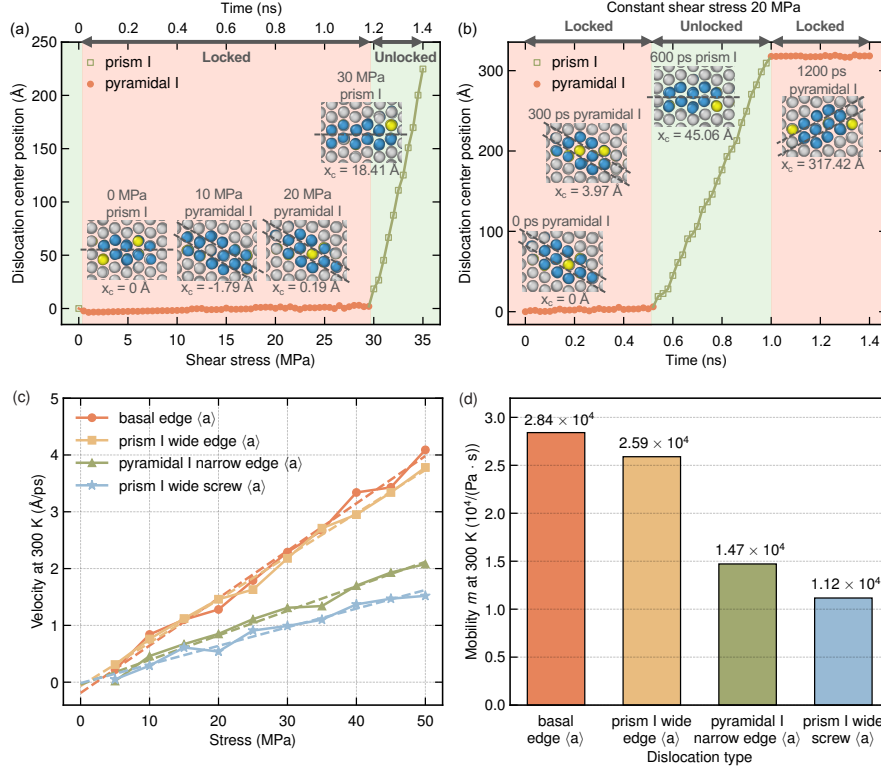 (a)
Time (ns)
0 0.2 0.4 0.6 0.8 1.0 1.2 1.4
Locked
Unlocked
prism I
pyramidal I
30 MPa
prism I
x_c = 18.41 Å
0 MPa
prism I
x_c = 0 Å
10 MPa
pyramidal I
x_c = -1.79 Å
20 MPa
pyramidal I
x_c = 0.19 Å
Dislocation center position (Å)
250
200
150
100
50
0
0 5 10 15 20 25 30 35
Shear stress (MPa)
(b)
Constant shear stress 20 MPa
Locked Unlocked Locked
prism I
pyramidal I
600 ps prism I
x_c = 45.06 Å
1200 ps
pyramidal I
x_c = 317.42 Å
300 ps pyramidal I
x_c = 3.97 Å
0 ps pyramidal I
x_c = 0 Å
Dislocation center position (Å)
300
200
100
0
0.0 0.2 0.4 0.6 0.8 1.0 1.2 1.4
Time (ns)
(c)
basal edge ⟨a⟩
prism I wide edge ⟨a⟩
pyramidal I narrow edge ⟨a⟩
prism I wide screw ⟨a⟩
Velocity at 300 K (Å/ps)
5
4
3
2
1
0
0 10 20 30 40 50
Stress (MPa)
(d)
2.84 × 10⁴
2.59 × 10⁴
1.47 × 10⁴
1.12 × 10⁴
Mobility m at 300 K (10⁴/(Pa · s))
3.0
2.5
2.0
1.5
1.0
0.5
0.0
basal
edge ⟨a⟩
prism I wide
edge ⟨a⟩
pyramidal I
narrow edge ⟨a⟩
prism I wide
screw ⟨a⟩
Dislocation type